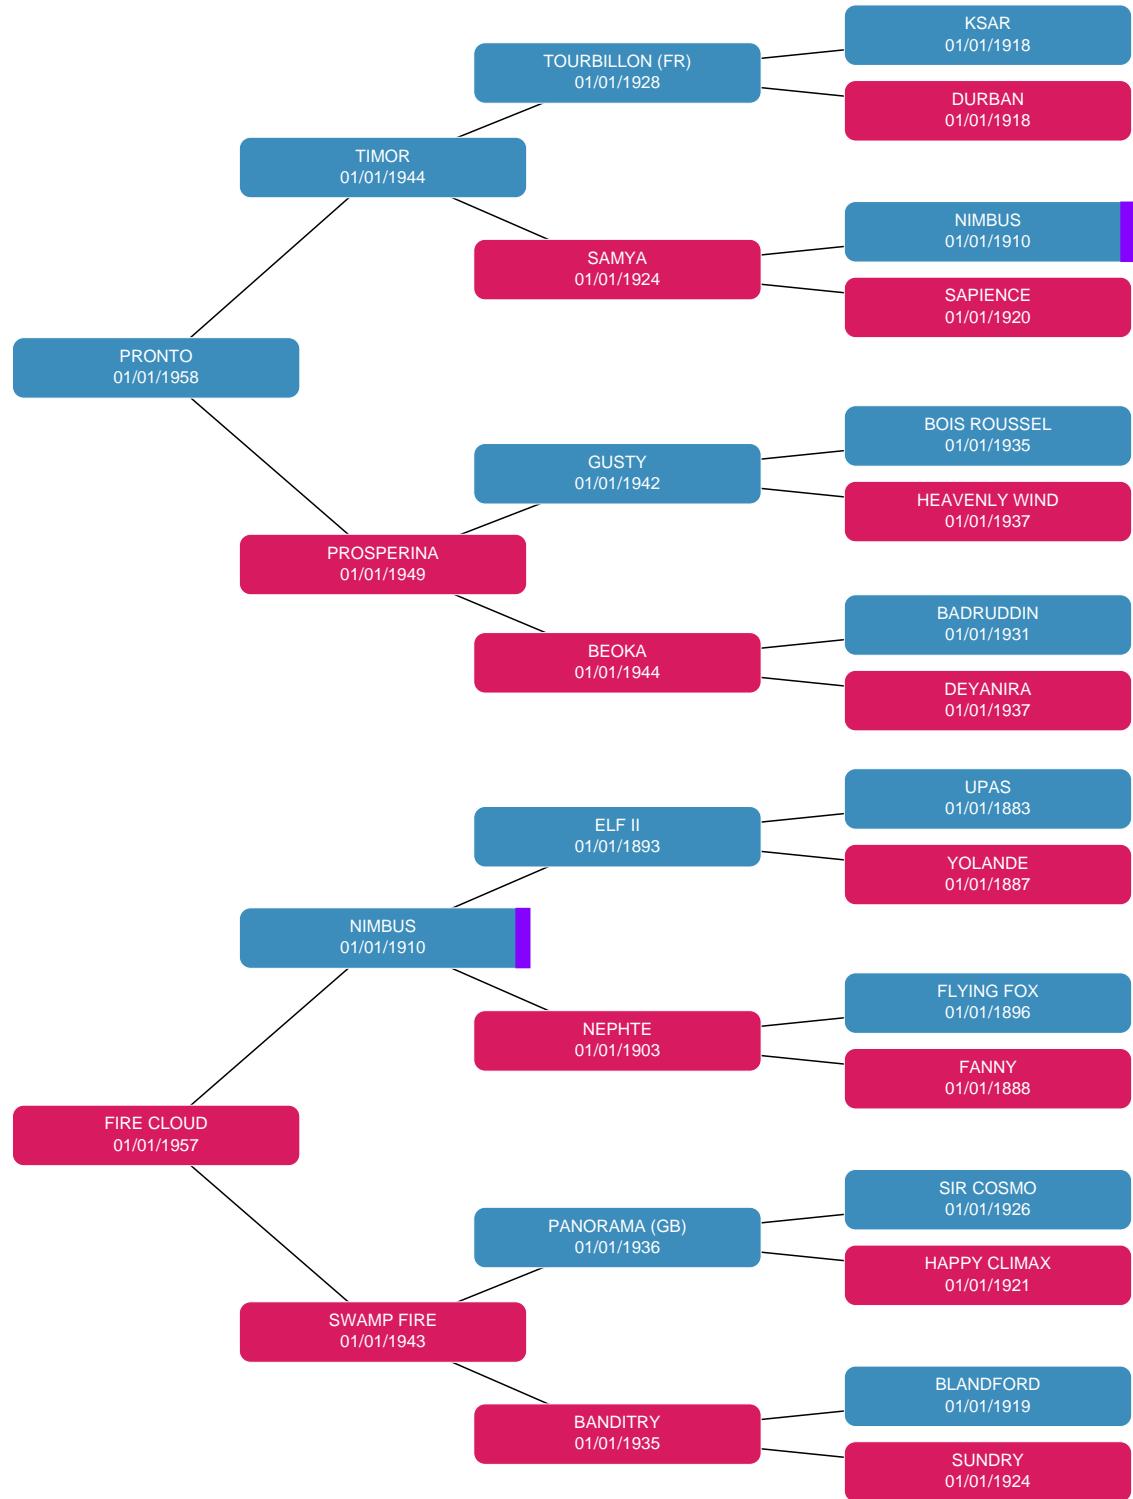 KSAR
01/01/1918
TOURBILLON (FR)
01/01/1928
DURBAN
01/01/1918
TIMOR
01/01/1944
NIMBUS
01/01/1910
SAMYA
01/01/1924
SAPIENCE
01/01/1920
PRONTO
01/01/1958
BOIS ROUSSEL
01/01/1935
GUSTY
01/01/1942
HEAVENLY WIND
01/01/1937
PROSPERINA
01/01/1949
BADRUDDIN
01/01/1931
BEOKA
01/01/1944
DEYANIRA
01/01/1937
UPAS
01/01/1883
ELF II
01/01/1893
YOLANDE
01/01/1887
NIMBUS
01/01/1910
FLYING FOX
01/01/1896
NEPHTE
01/01/1903
FANNY
01/01/1888
FIRE CLOUD
01/01/1957
SIR COSMO
01/01/1926
PANORAMA (GB)
01/01/1936
HAPPY CLIMAX
01/01/1921
SWAMP FIRE
01/01/1943
BLANDFORD
01/01/1919
BANDITRY
01/01/1935
SUNDRY
01/01/1924